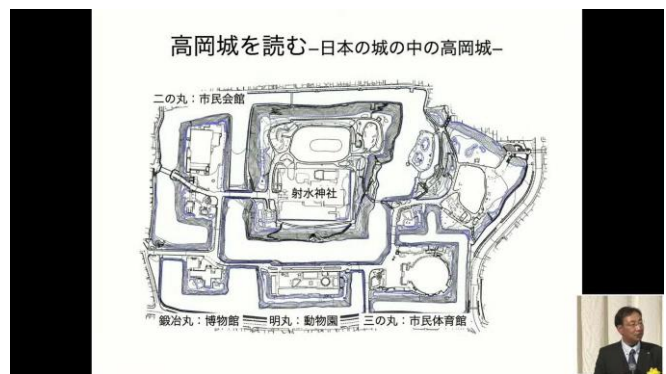 高岡城を読む–日本の城の中の高岡城–
二の丸：市民会館
射水神社
鍛冶丸：博物館
明丸：動物園
三の丸：市民体育館